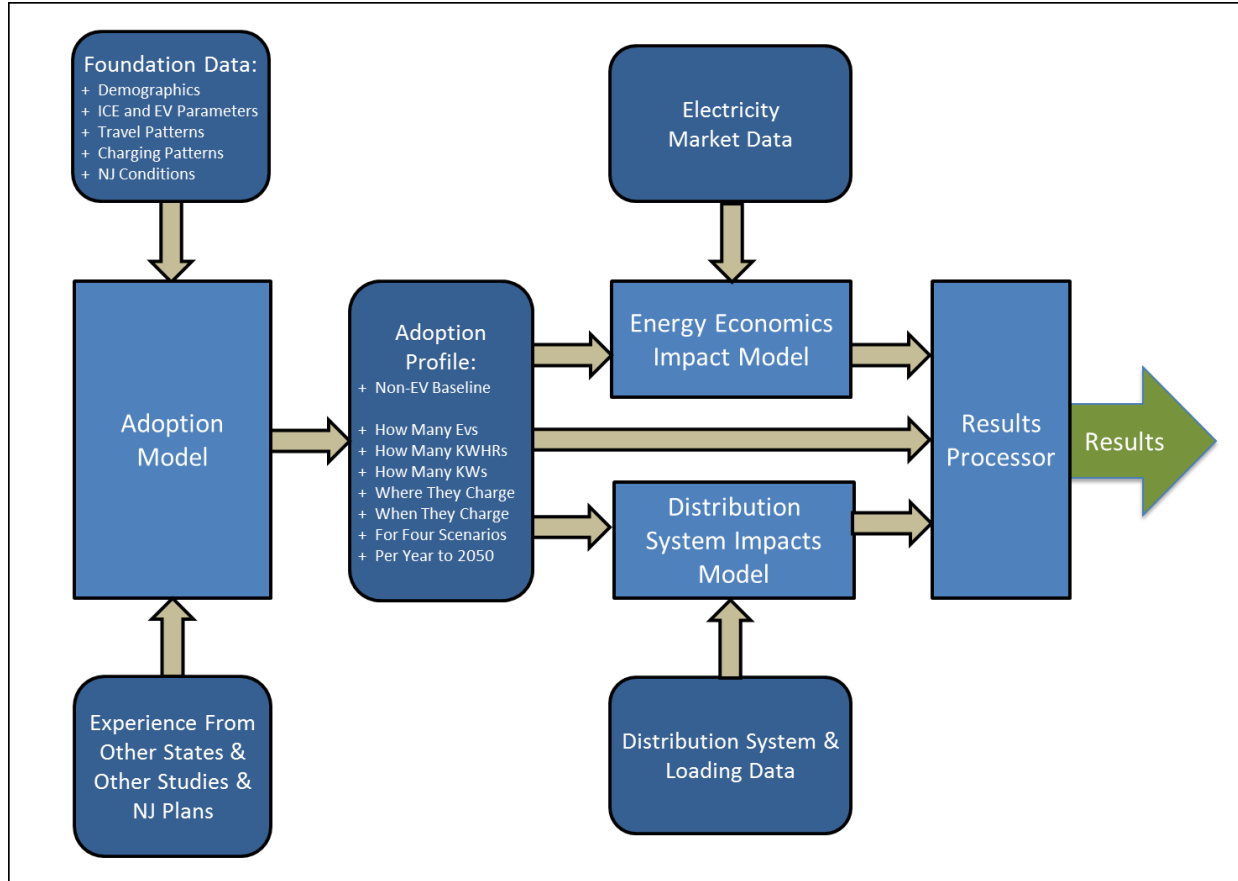 Foundation Data:
+ Demographics
+ ICE and EV Parameters
+ Travel Patterns
+ Charging Patterns
+ NJ Conditions
Electricity
Market Data
Adoption
Model
Adoption
Profile:
+ Non-EV Baseline
+ How Many Evs
+ How Many KWHRs
+ How Many KWs
+ Where They Charge
+ When They Charge
+ For Four Scenarios
+ Per Year to 2050
Energy Economics
Impact Model
Distribution
System Impacts
Model
Results
Processor
Results
Experience From
Other States &
Other Studies &
NJ Plans
Distribution System &
Loading Data